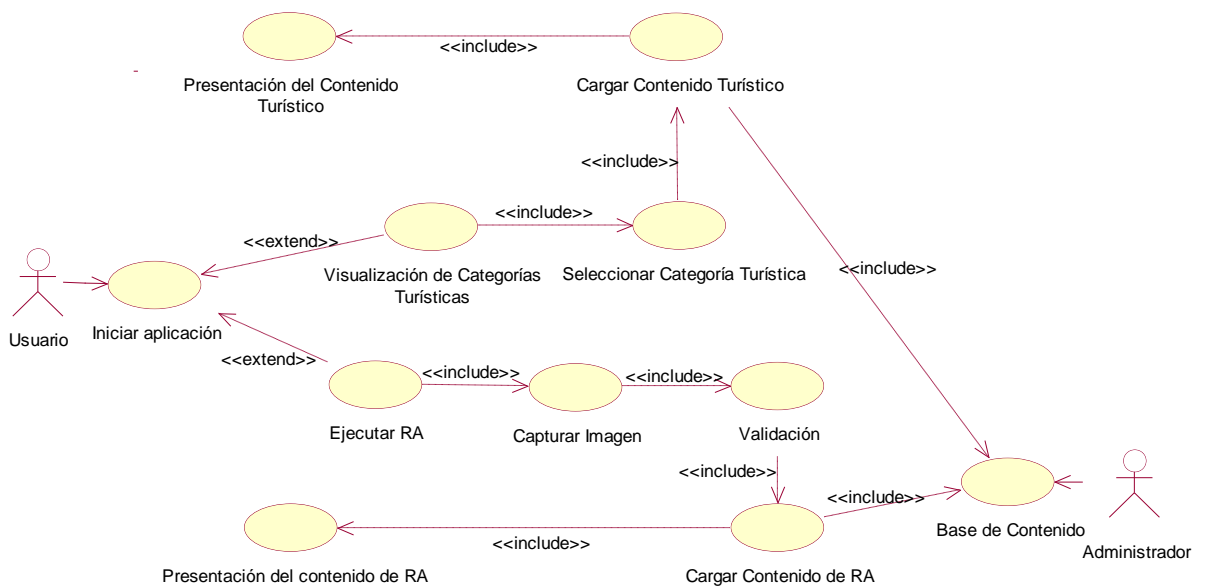 <<include>>
Presentación del Contenido
Turístico
Cargar Contenido Turístico
<<include>>
<<include>>
<<extend>>
Visualización de Categorías
Turísticas
Seleccionar Categoría Turística
<<include>>
Usuario
Iniciar aplicación
<<extend>>
<<include>>
<<include>>
Ejecutar RA
Capturar Imagen
Validación
<<include>>
<<include>>
Base de Contenido
Administrador
<<include>>
Presentación del contenido de RA
Cargar Contenido de RA